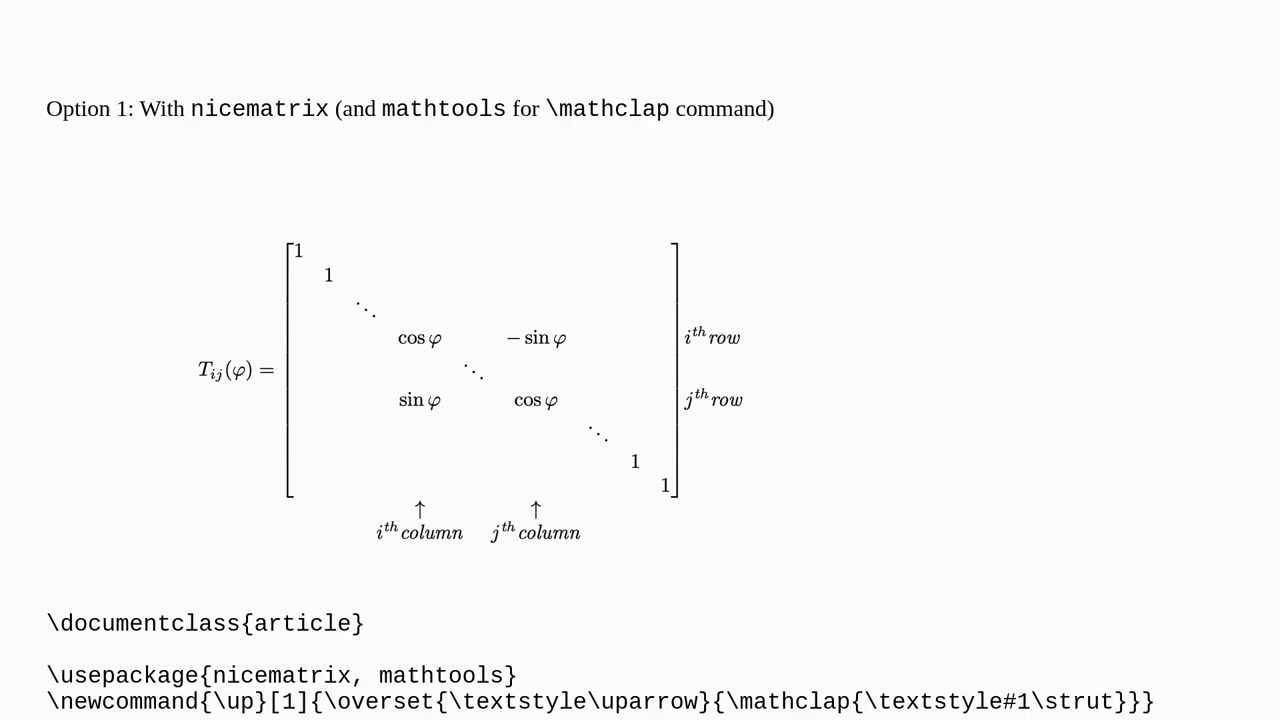 Option 1: With nicematrix (and mathtools for \mathclap command)
1
1
⋱
cos φ − sin φ i^{th} row
T_{ij}(φ) = ⋱
sin φ cos φ j^{th} row
⋱
1
1
↑ ↑
i^{th} column j^{th} column
\documentclass{article}
\usepackage{nicematrix, mathtools}
\newcommand{\up}[1]{\overset{\textstyle\uparrow}{\mathclap{\textstyle#1\strut}}}